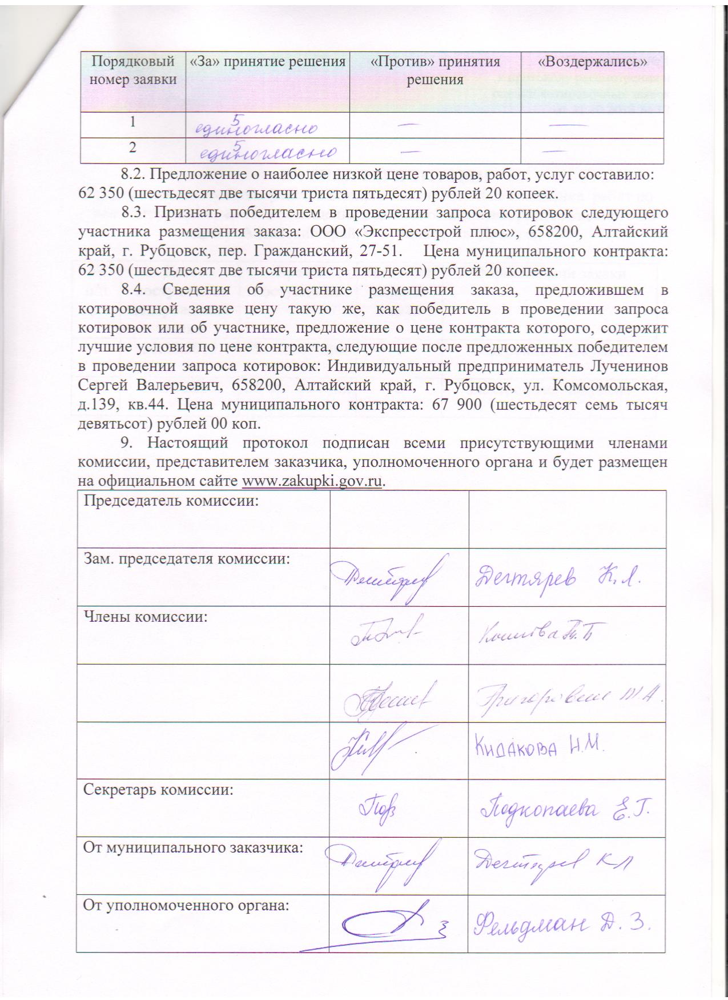 Порядковый номер заявки «За» принятие решения «Против» принятия решения «Воздержались»
1 5 единогласно — —
2 5 единогласно — —
8.2. Предложение о наиболее низкой цене товаров, работ, услуг составило:
62 350 (шестьдесят две тысячи триста пятьдесят) рублей 20 копеек.
8.3. Признать победителем в проведении запроса котировок следующего
участника размещения заказа: ООО «Экспресстрой плюс», 658200, Алтайский
край, г. Рубцовск, пер. Гражданский, 27-51. Цена муниципального контракта:
62 350 (шестьдесят две тысячи триста пятьдесят) рублей 20 копеек.
8.4. Сведения об участнике размещения заказа, предложившем в
котировочной заявке цену такую же, как победитель в проведении запроса
котировок или об участнике, предложение о цене контракта которого, содержит
лучшие условия по цене контракта, следующие после предложенных победителем
в проведении запроса котировок: Индивидуальный предприниматель Лученинов
Сергей Валерьевич, 658200, Алтайский край, г. Рубцовск, ул. Комсомольская,
д.139, кв.44. Цена муниципального контракта: 67 900 (шестьдесят семь тысяч
девятьсот) рублей 00 коп.
9. Настоящий протокол подписан всеми присутствующими членами
комиссии, представителем заказчика, уполномоченного органа и будет размещен
на официальном сайте www.zakupki.gov.ru.
Председатель комиссии:
Зам. председателя комиссии: Дегтярев К.Л.
Члены комиссии: Т.Б
Григоровене
Кидакова Н.М.
Секретарь комиссии: Подкопаева Е.Г.
От муниципального заказчика: Дегтярев К Л
От уполномоченного органа: Фельдман Д. З.